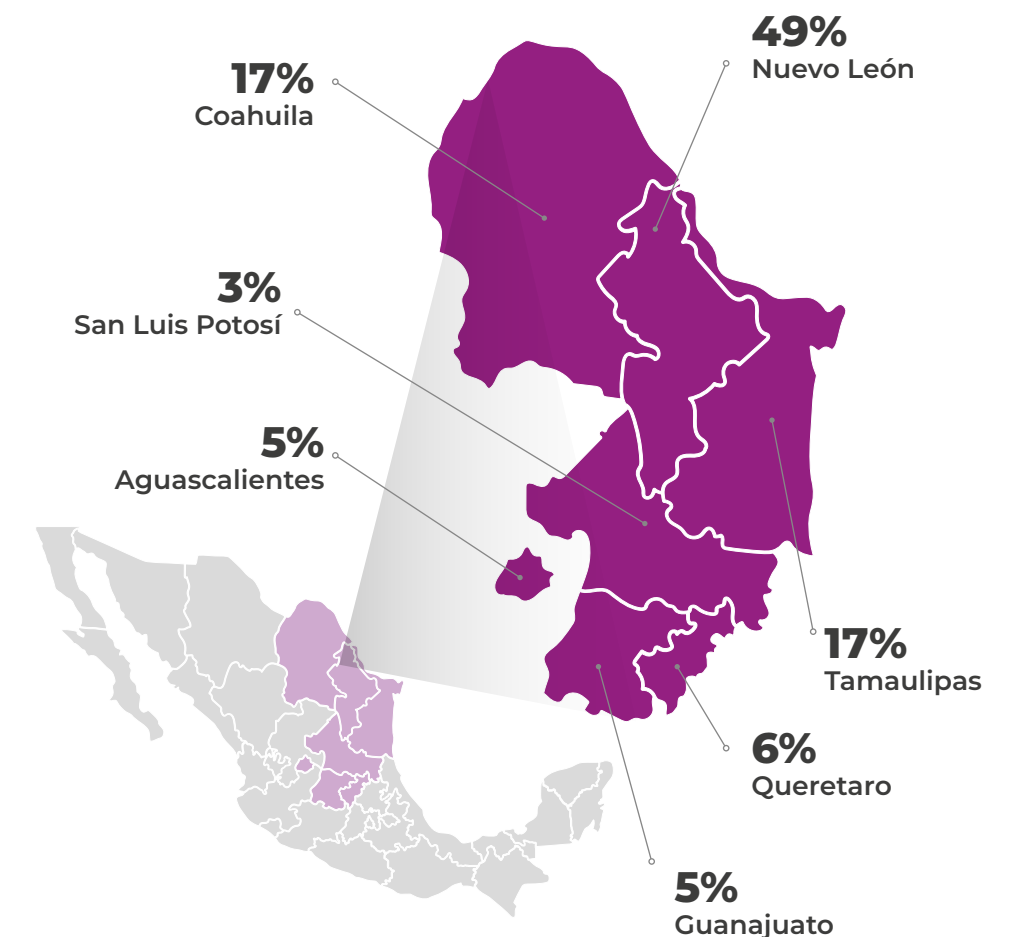 49%
Nuevo León
17%
Coahuila
3%
San Luis Potosí
5%
Aguascalientes
17%
Tamaulipas
6%
Queretaro
5%
Guanajuato